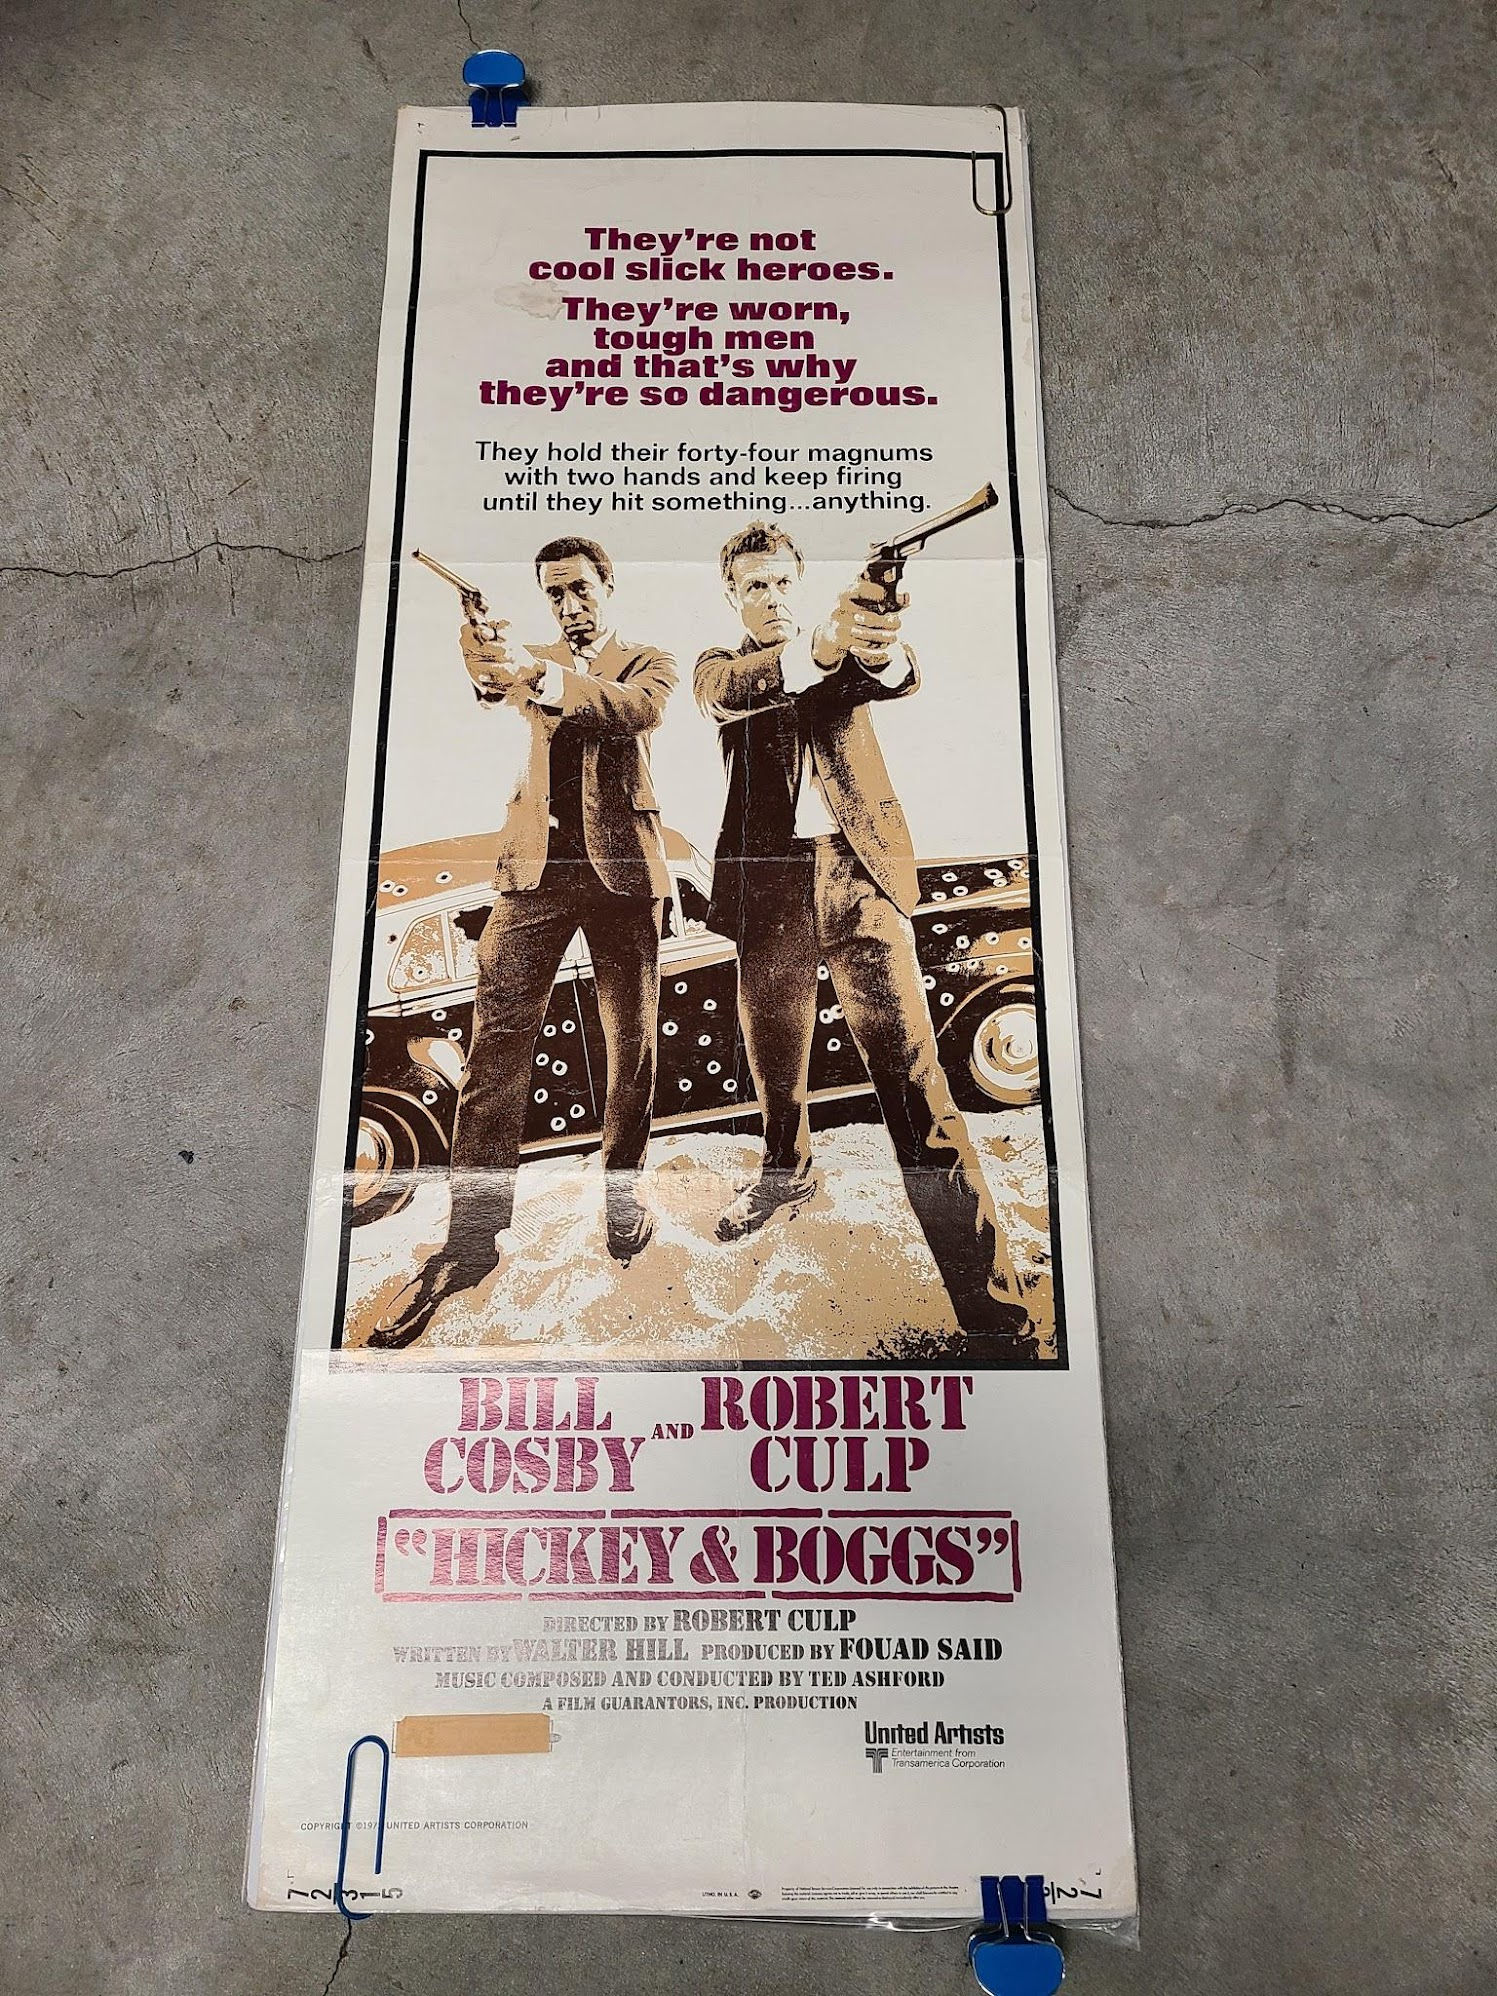 They're not
cool slick heroes.
They're worn,
tough men
and that's why
they're so dangerous.
They hold their forty-four magnums
with two hands and keep firing
until they hit something...anything.
BILL COSBY AND ROBERT CULP
"HICKEY & BOGGS"
DIRECTED BY ROBERT CULP
WRITTEN BY WALTER HILL PRODUCED BY FOUAD SAID
MUSIC COMPOSED AND CONDUCTED BY TED ASHFORD
A FILM GUARANTORS, INC. PRODUCTION
United Artists
Entertainment from
Transamerica Corporation
UNITED ARTISTS CORPORATION
LITHO. IN U.S.A.